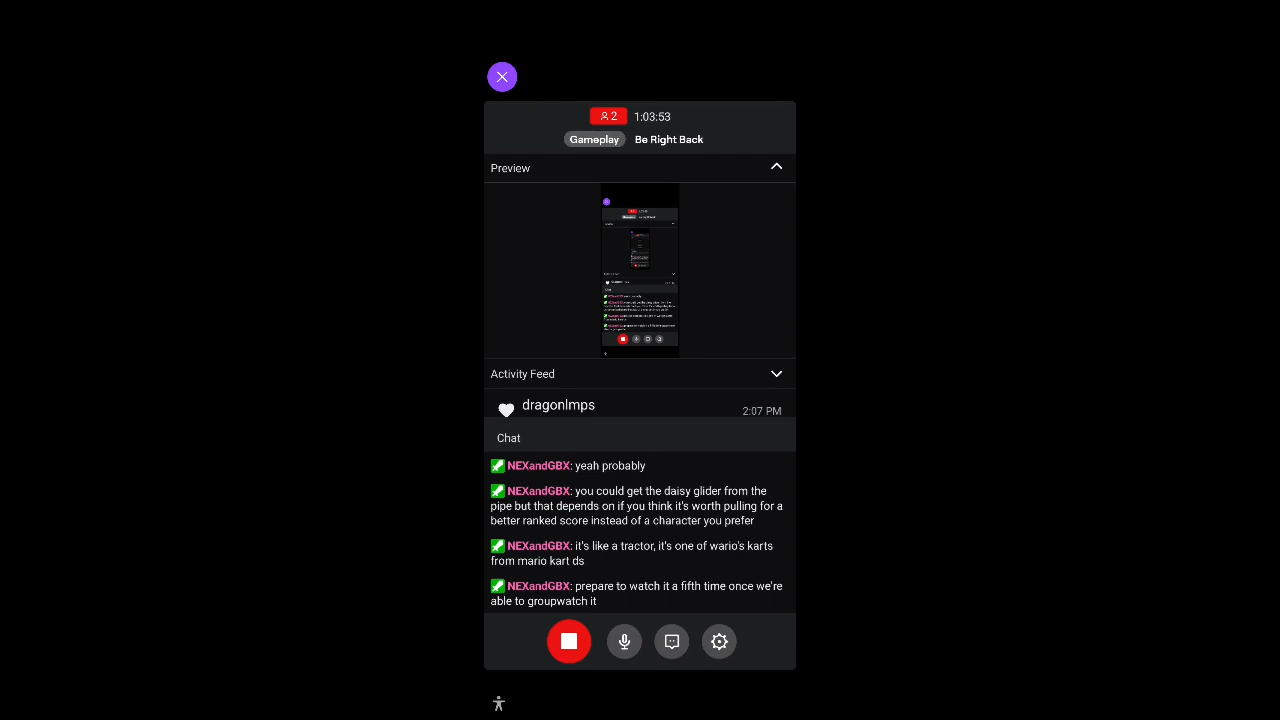 2 1:03:53
Gameplay Be Right Back
Preview
Activity Feed
dragonlmps
2:07 PM
Chat
NEXandGBX: yeah probably
NEXandGBX: you could get the daisy glider from the
pipe but that depends on if you think it's worth pulling for a
better ranked score instead of a character you prefer
NEXandGBX: it's like a tractor, it's one of wario's karts
from mario kart ds
NEXandGBX: prepare to watch it a fifth time once we're
able to groupwatch it